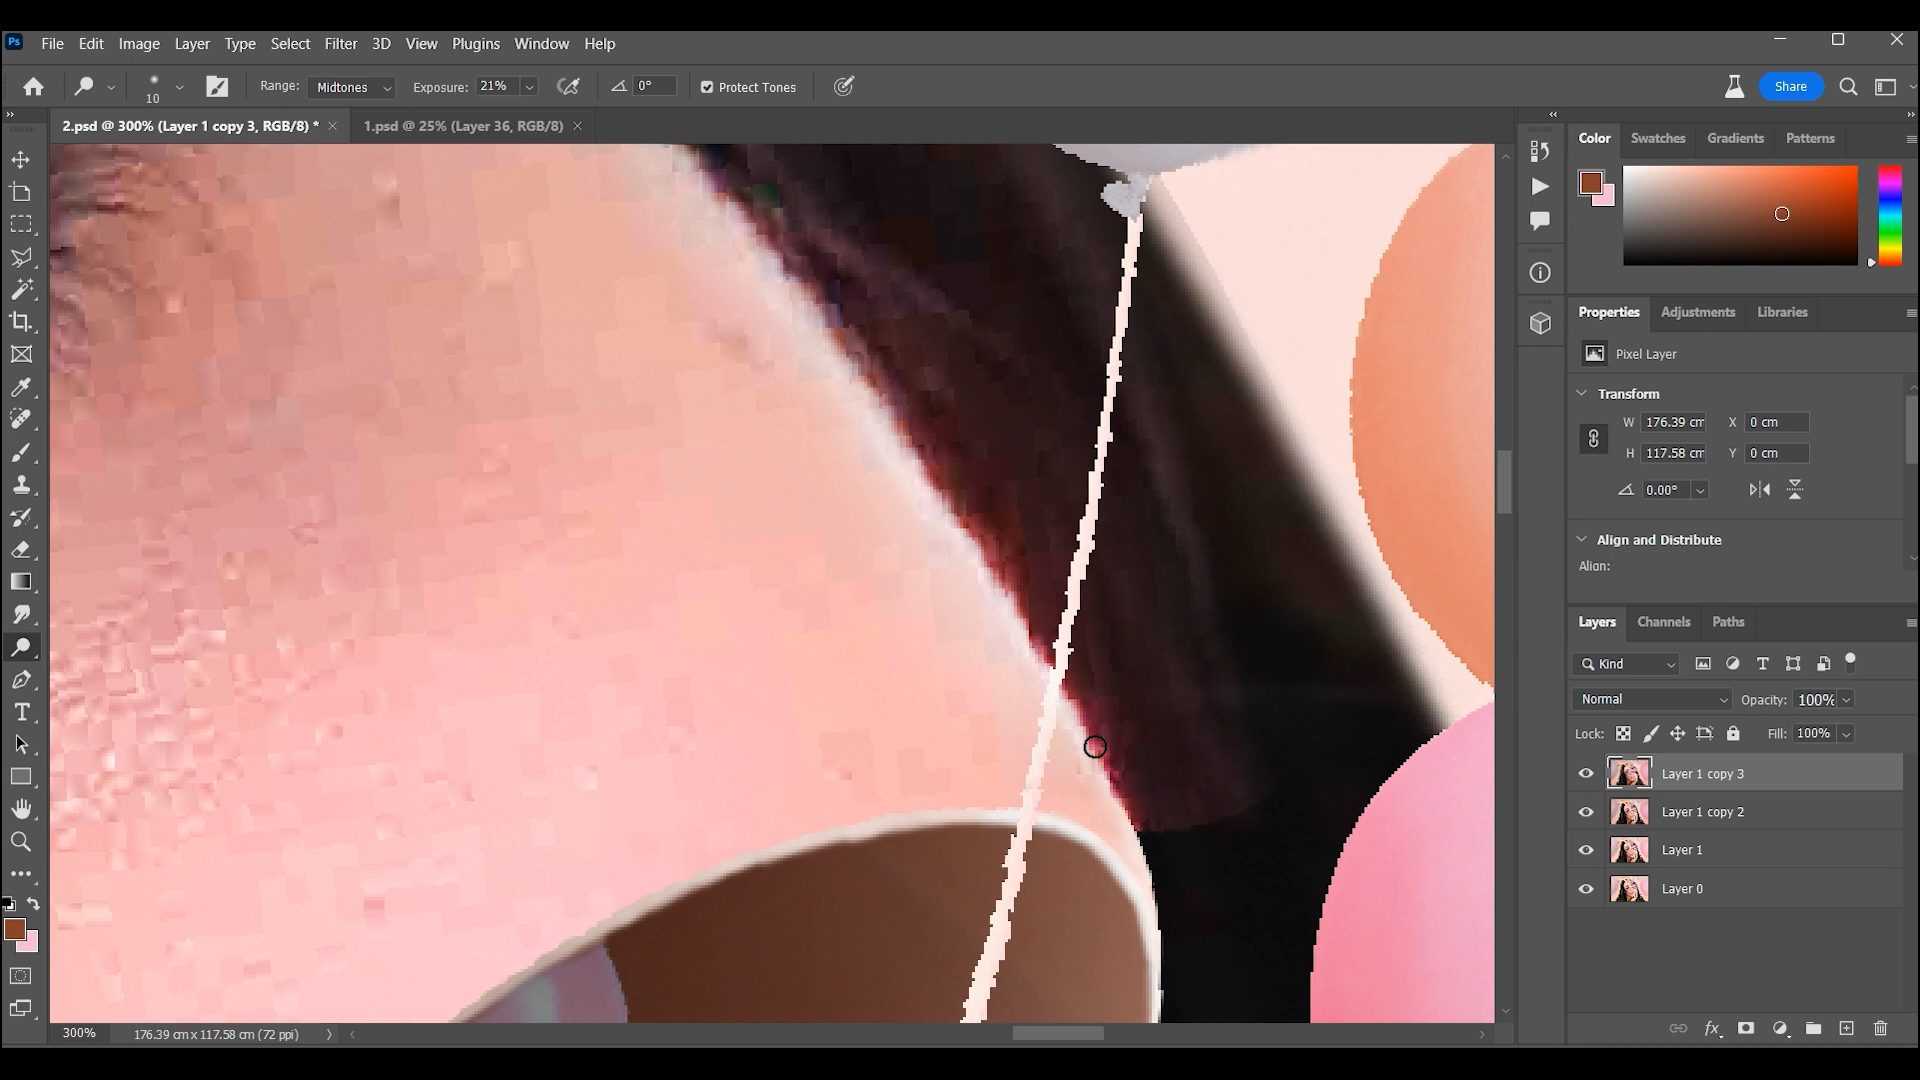 Ps File Edit Image Layer Type Select Filter 3D View Plugins Window Help
10 Range: Midtones Exposure: 21% 0° Protect Tones Share
2.psd @ 300% (Layer 1 copy 3, RGB/8) * × 1.psd @ 25% (Layer 36, RGB/8) ×
Color Swatches Gradients Patterns
Properties Adjustments Libraries
Pixel Layer
Transform
W 176.39 cm X 0 cm
H 117.58 cm Y 0 cm
0.00°
Align and Distribute
Align:
Layers Channels Paths
Kind
Normal Opacity: 100%
Lock: Fill: 100%
Layer 1 copy 3
Layer 1 copy 2
Layer 1
Layer 0
fx
300% 176.39 cm x 117.58 cm (72 ppi)